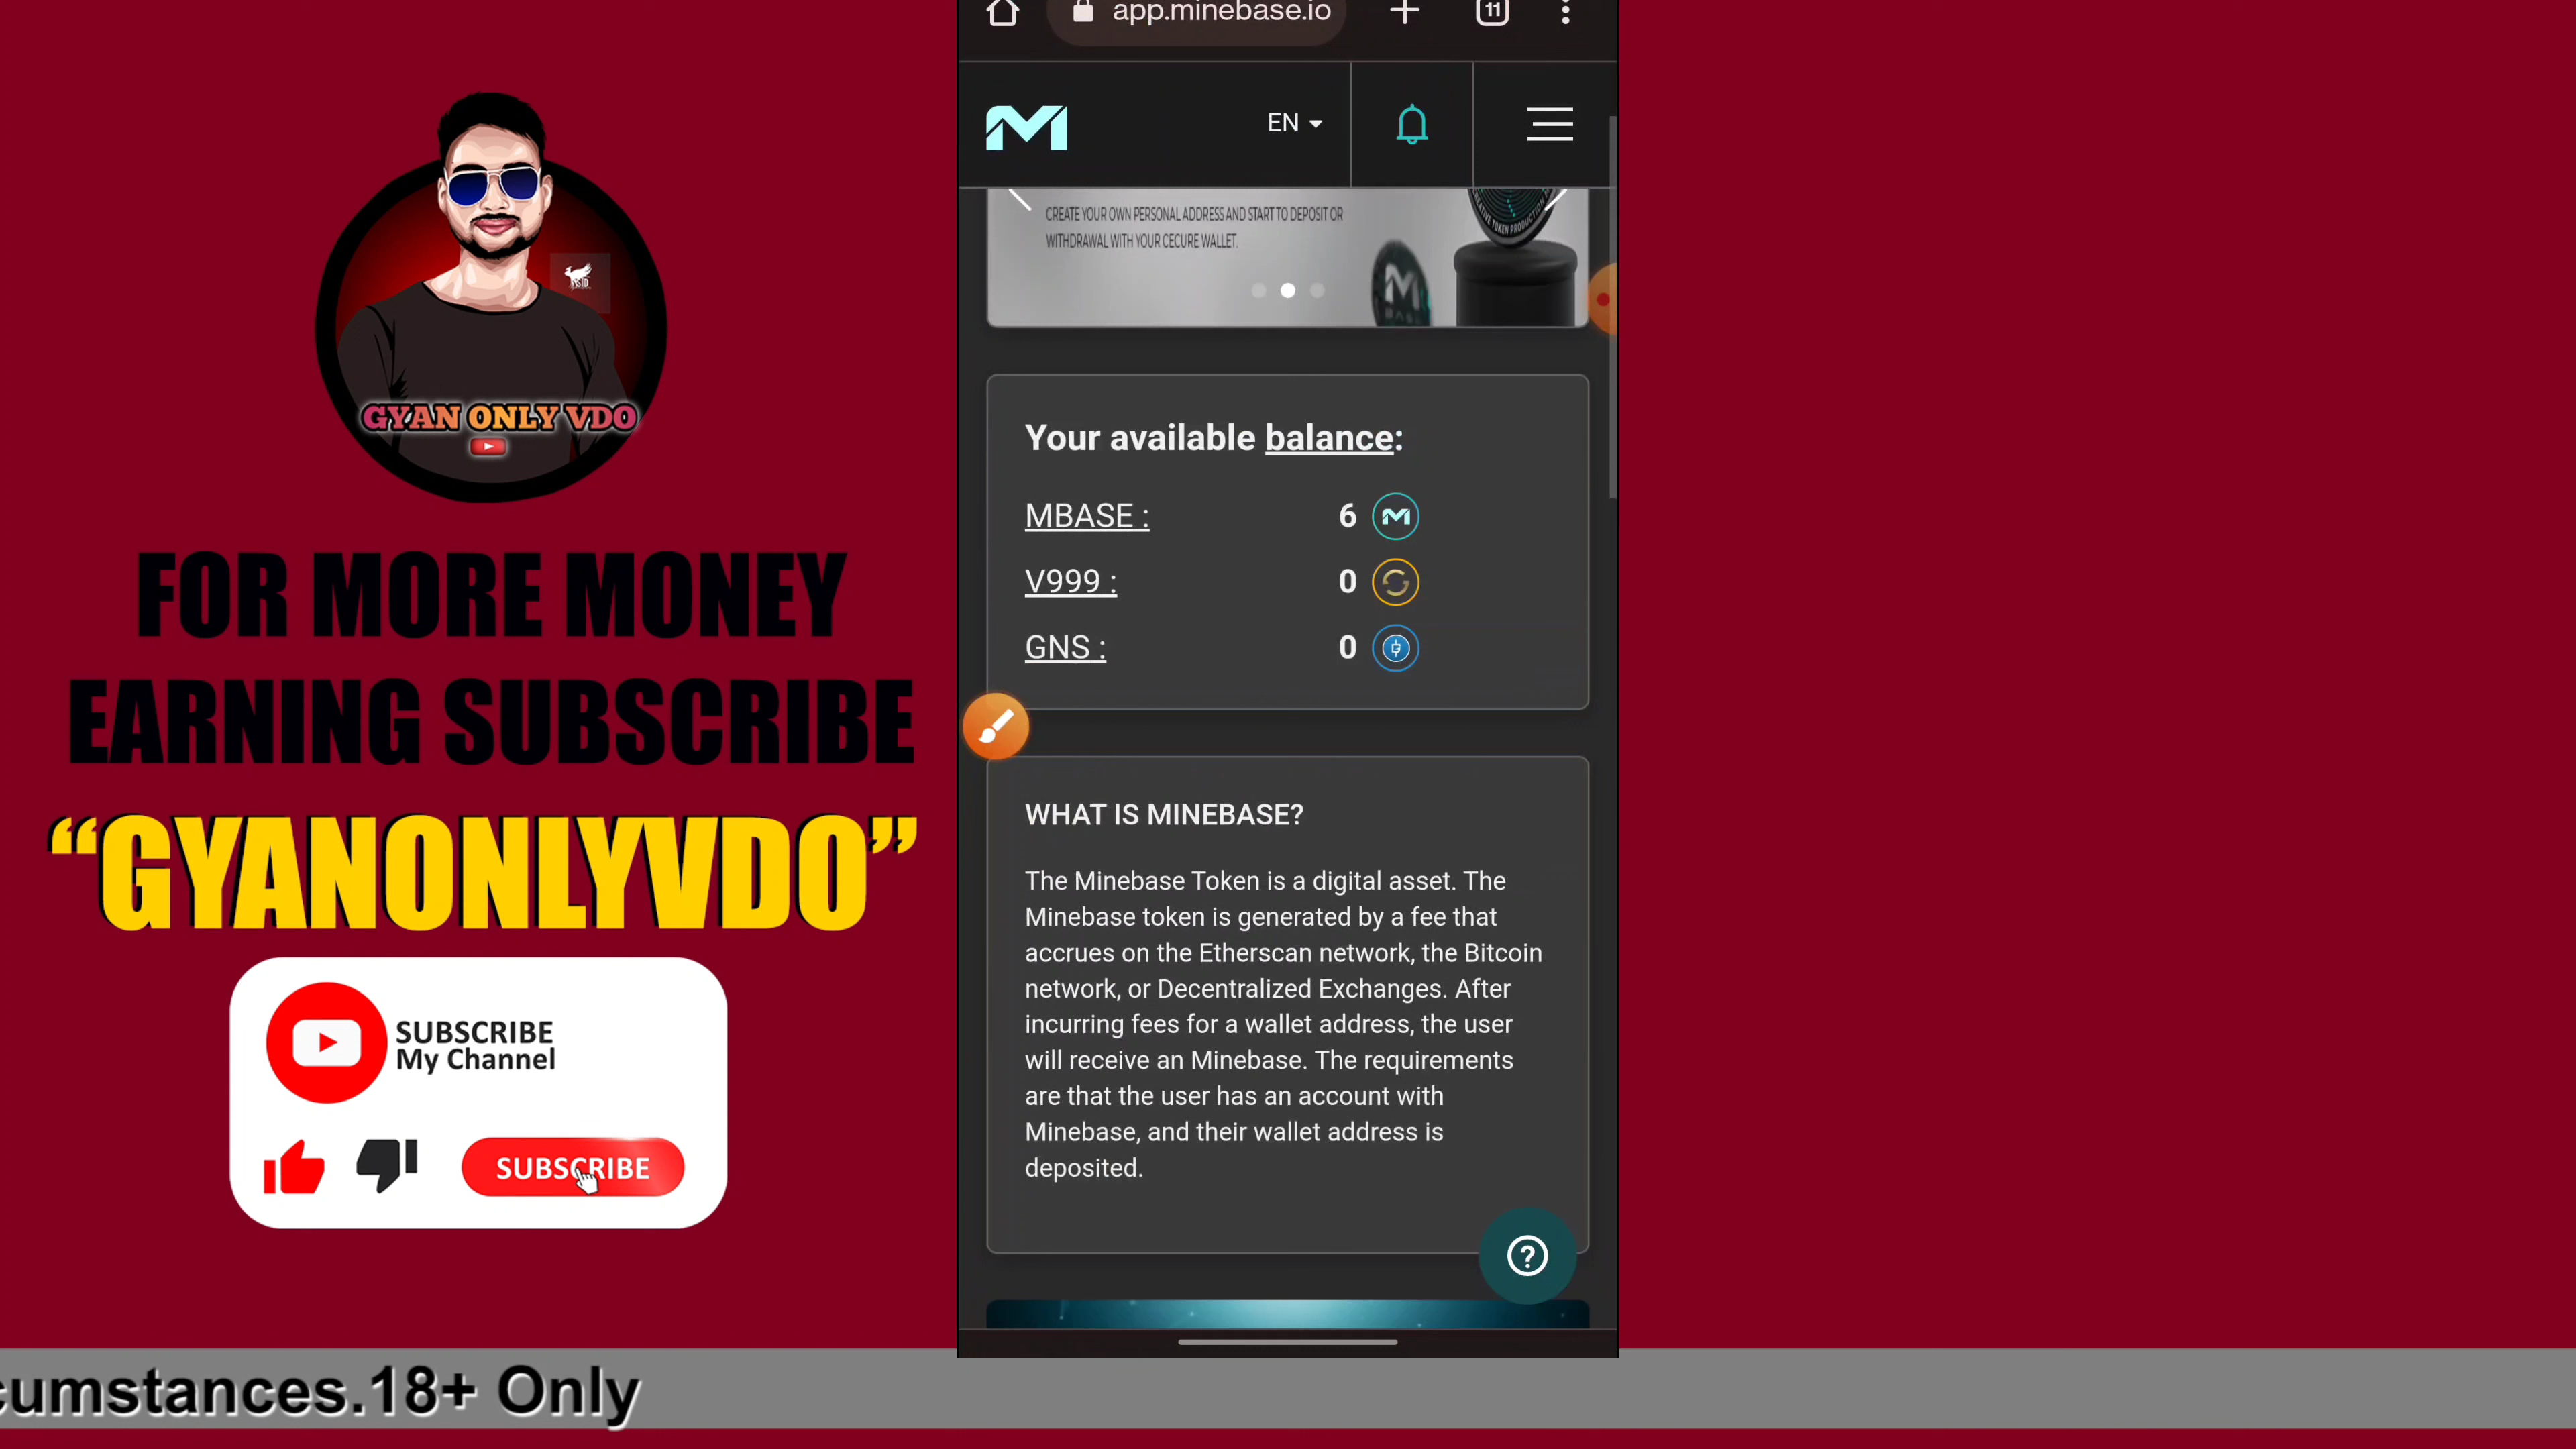 GYAN ONLY VDO
FOR MORE MONEY
EARNING SUBSCRIBE
“GYANONLYVDO”
SUBSCRIBE
My Channel
SUBSCRIBE
app.minebase.io
11
EN
CREATE YOUR OWN PERSONAL ADDRESS AND START TO DEPOSIT OR
WITHDRAWAL WITH YOUR CECURE WALLET.
Your available balance:
MBASE : 6
V999 : 0
GNS : 0
WHAT IS MINEBASE?
The Minebase Token is a digital asset. The
Minebase token is generated by a fee that
accrues on the Etherscan network, the Bitcoin
network, or Decentralized Exchanges. After
incurring fees for a wallet address, the user
will receive an Minebase. The requirements
are that the user has an account with
Minebase, and their wallet address is
deposited.
cumstances.18+ Only